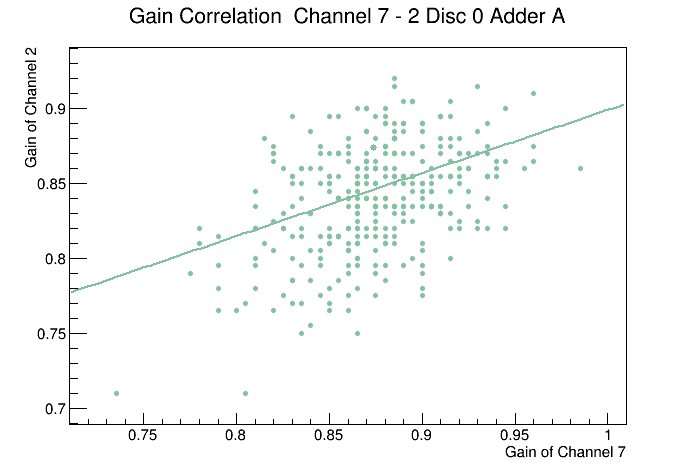 Gain Correlation  Channel 7 - 2 Disc 0 Adder A
Gain of Channel 2
0.9
0.85
0.8
0.75
0.7
0.75 0.8 0.85 0.9 0.95 1
Gain of Channel 7